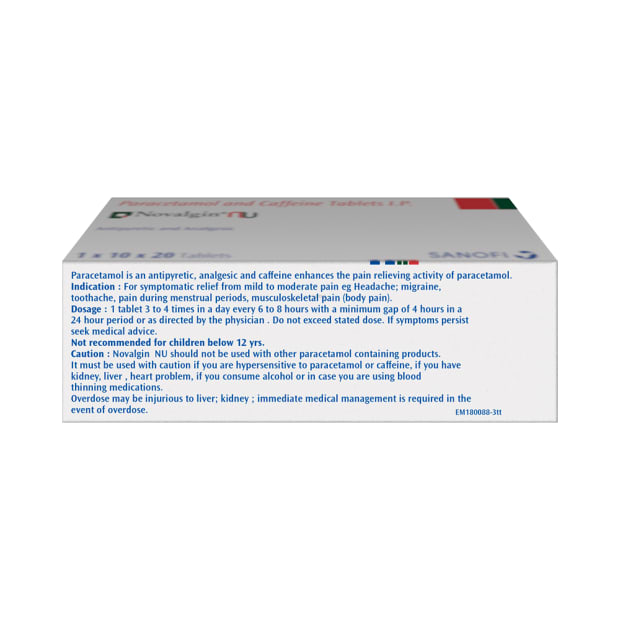 Paracetamol and Caffeine Tablets I.P.
Novalgin® NU
Antipyretic and Analgesic
1 x 10 x 20 Tablets
SANOFI
Paracetamol is an antipyretic, analgesic and caffeine enhances the pain relieving activity of paracetamol.
Indication : For symptomatic relief from mild to moderate pain eg Headache; migraine,
toothache, pain during menstrual periods, musculoskeletal pain (body pain).
Dosage : 1 tablet 3 to 4 times in a day every 6 to 8 hours with a minimum gap of 4 hours in a
24 hour period or as directed by the physician . Do not exceed stated dose. If symptoms persist
seek medical advice.
Not recommended for children below 12 yrs.
Caution : Novalgin NU should not be used with other paracetamol containing products.
It must be used with caution if you are hypersensitive to paracetamol or caffeine, if you have
kidney, liver , heart problem, if you consume alcohol or in case you are using blood
thinning medications.
Overdose may be injurious to liver; kidney ; immediate medical management is required in the
event of overdose.
EM180088-3tt